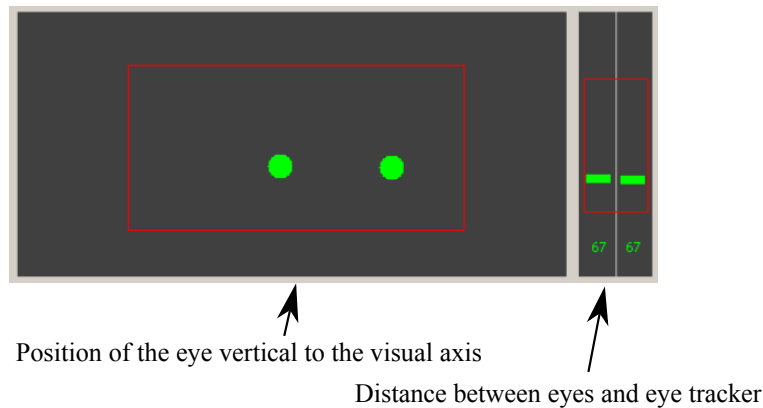 67 67
Position of the eye vertical to the visual axis
Distance between eyes and eye tracker